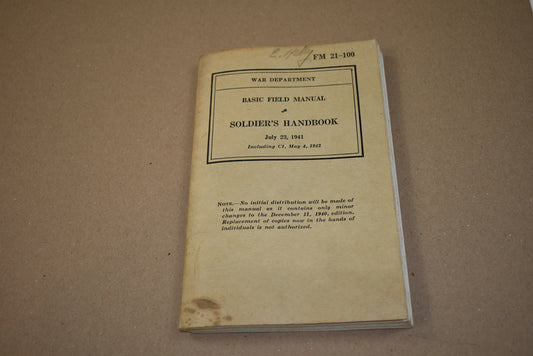 FM 21-100
WAR DEPARTMENT
BASIC FIELD MANUAL
SOLDIER'S HANDBOOK
July 23, 1941
Including C1, May 4, 1942
NOTE.—No initial distribution will be made of
this manual as it contains only minor
changes to the December 11, 1940, edition.
Replacement of copies now in the hands of
individuals is not authorized.